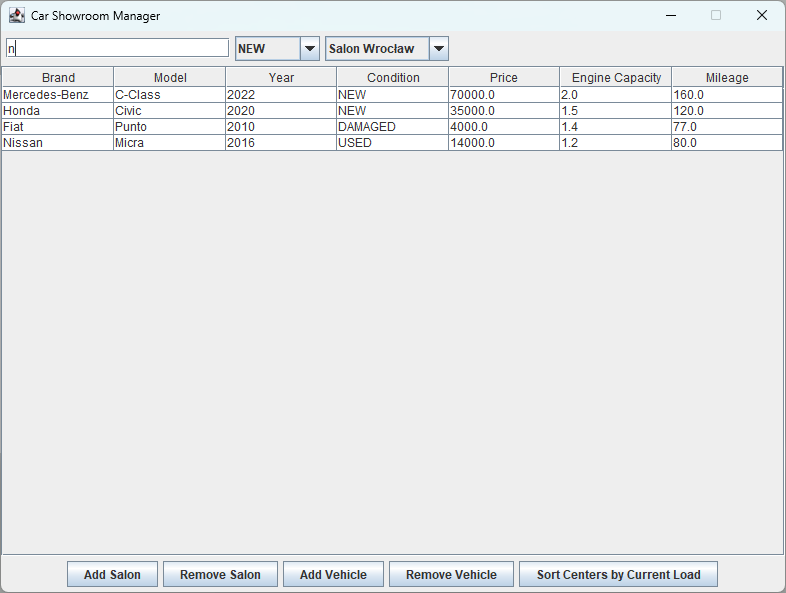 Car Showroom Manager
n NEW Salon Wrocław
Brand Model Year Condition Price Engine Capacity Mileage
Mercedes-Benz C-Class 2022 NEW 70000.0 2.0 160.0
Honda Civic 2020 NEW 35000.0 1.5 120.0
Fiat Punto 2010 DAMAGED 4000.0 1.4 77.0
Nissan Micra 2016 USED 14000.0 1.2 80.0
Add Salon Remove Salon Add Vehicle Remove Vehicle Sort Centers by Current Load